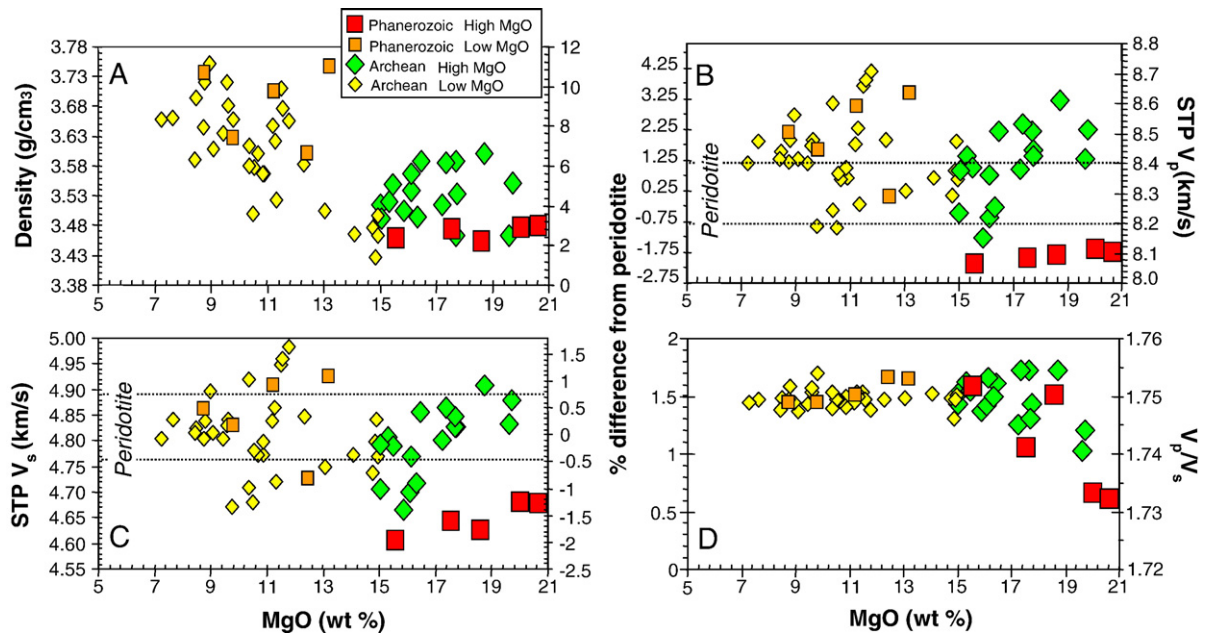 Phanerozoic High MgO
Phanerozoic Low MgO
Archean High MgO
Archean Low MgO
A
Density (g/cm3)
3.78
3.73
3.68
3.63
3.58
3.53
3.48
3.43
3.38
12
10
8
6
4
2
0
5 7 9 11 13 15 17 19 21
B
4.25
3.25
2.25
1.25
0.25
-0.75
-1.75
-2.75
Peridotite
8.8
8.7
8.6
8.5
8.4
8.3
8.2
8.1
8.0
STP Vp (km/s)
5 7 9 11 13 15 17 19 21
% difference from peridotite
C
STP Vs (km/s)
5.00
4.95
4.90
4.85
4.80
4.75
4.70
4.65
4.60
4.55
Peridotite
1.5
1
0.5
0
-0.5
-1
-1.5
-2
-2.5
5 7 9 11 13 15 17 19 21
MgO (wt %)
D
2
1.5
1
0.5
0
1.76
1.75
1.74
1.73
1.72
Vp/Vs
5 7 9 11 13 15 17 19 21
MgO (wt %)